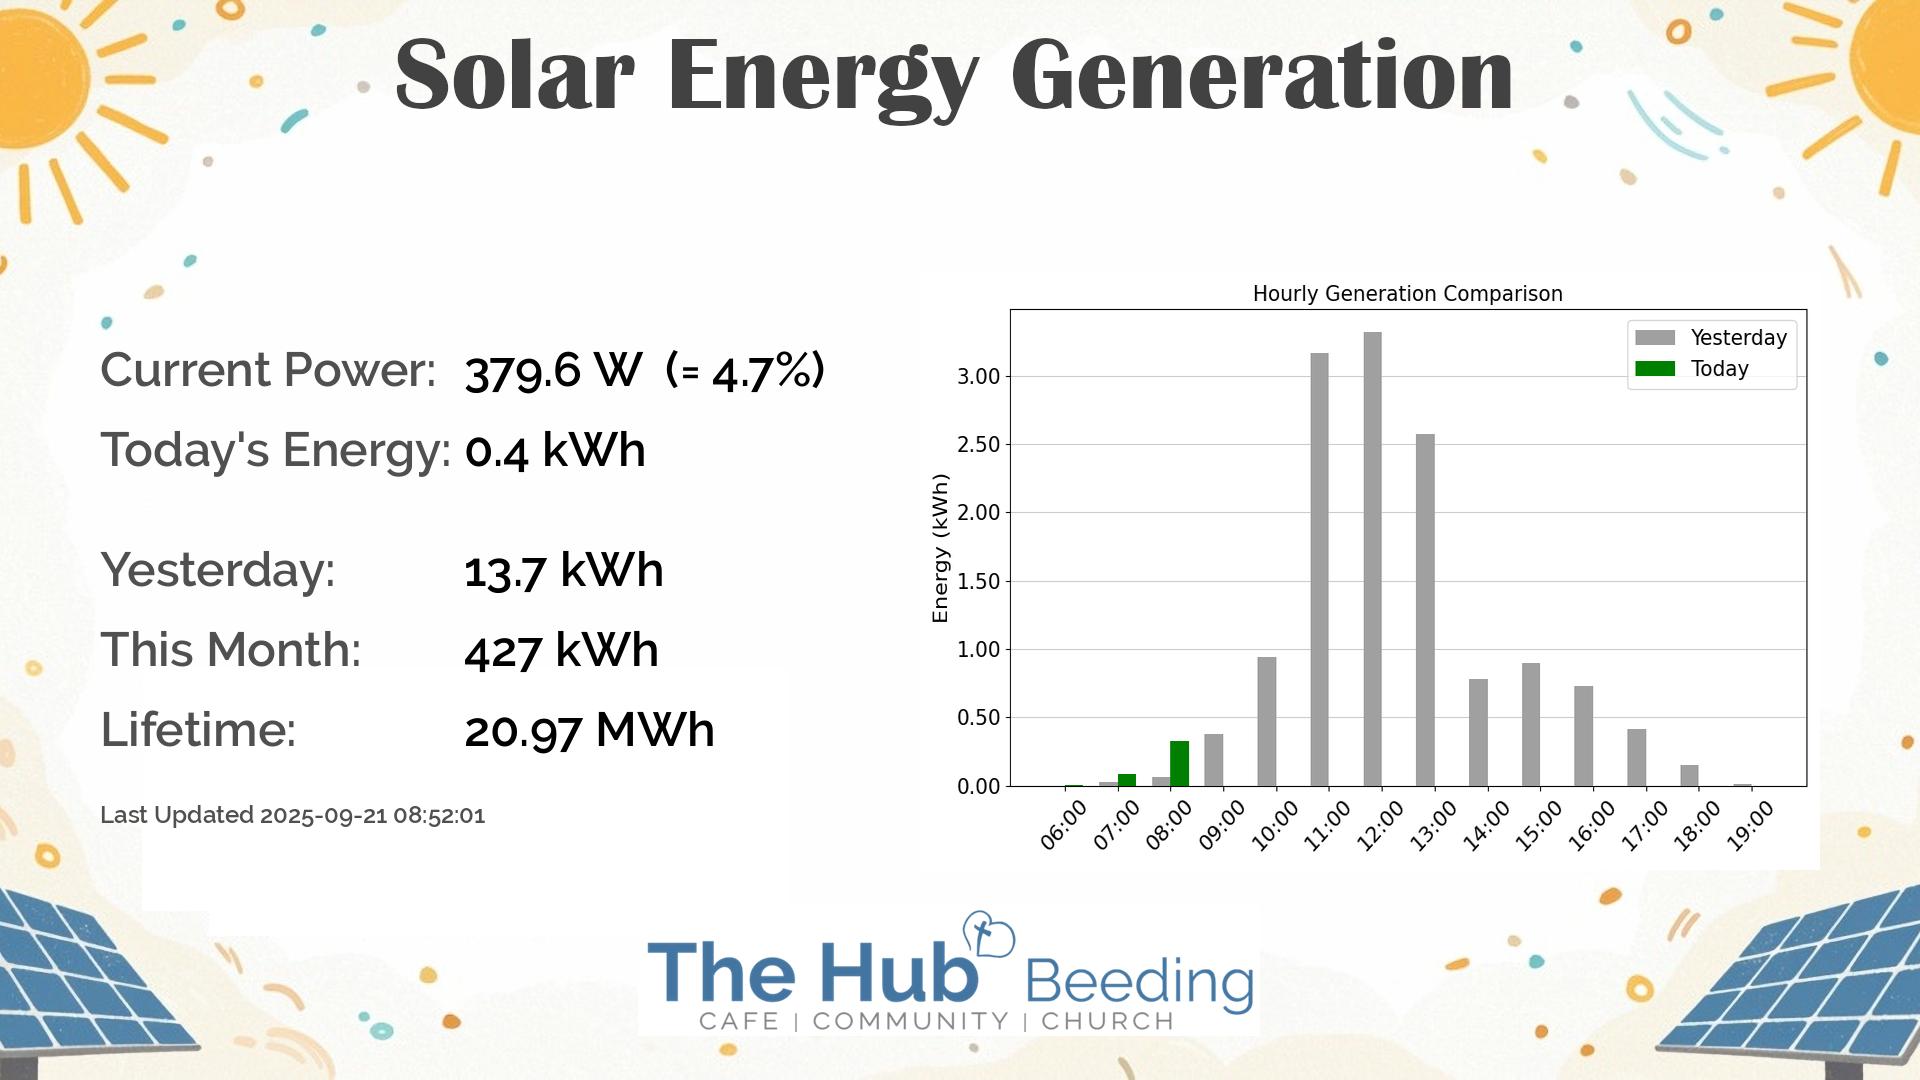 Solar Energy Generation
Current Power: 379.6 W (= 4.7%)
Today's Energy: 0.4 kWh
Yesterday: 13.7 kWh
This Month: 427 kWh
Lifetime: 20.97 MWh
Last Updated 2025-09-21 08:52:01
Hourly Generation Comparison
Yesterday
Today
Energy (kWh)
3.00
2.50
2.00
1.50
1.00
0.50
0.00
06:00 07:00 08:00 09:00 10:00 11:00 12:00 13:00 14:00 15:00 16:00 17:00 18:00 19:00
The Hub Beeding
CAFE | COMMUNITY | CHURCH